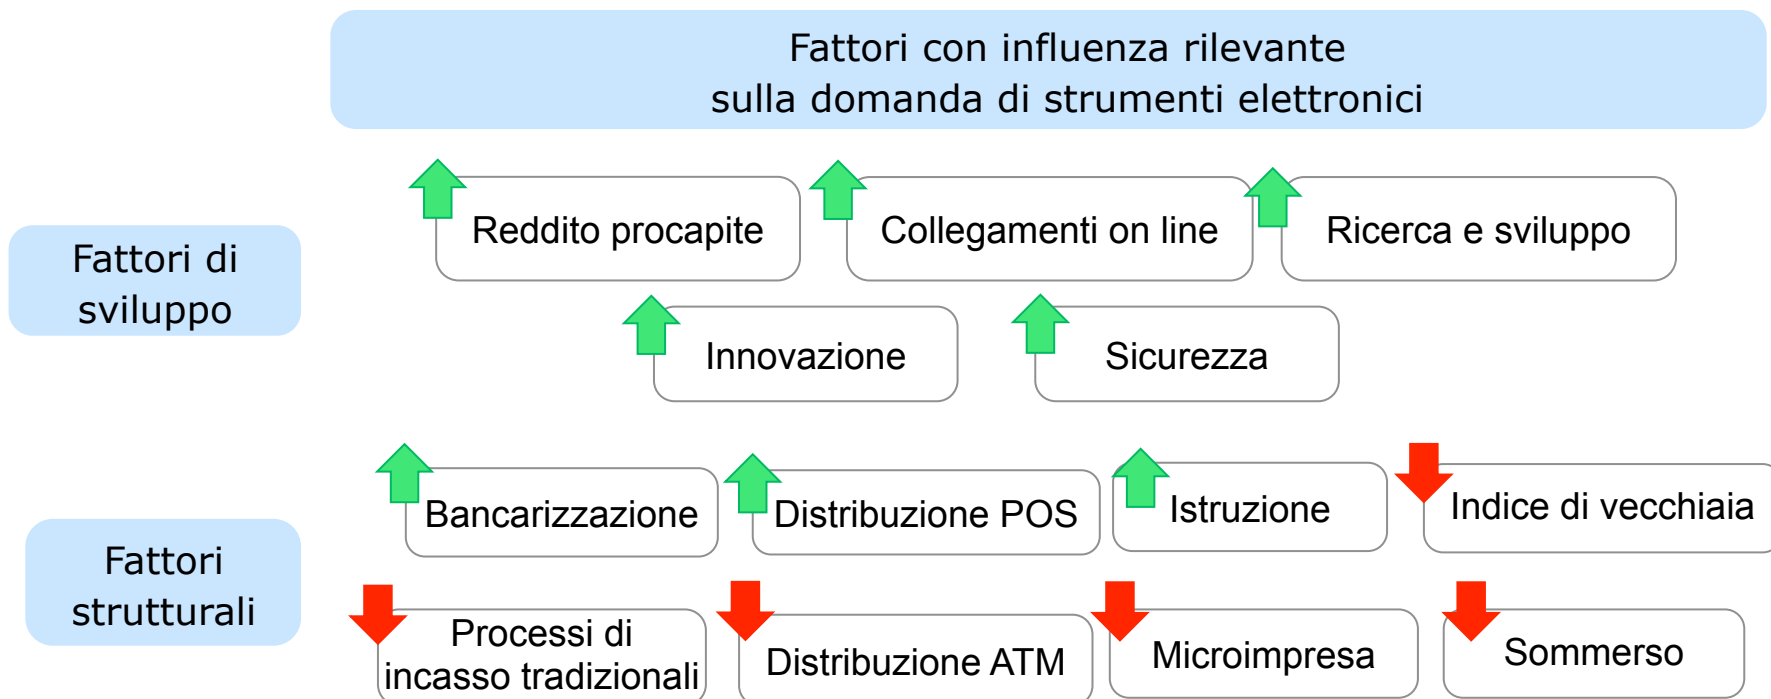 Fattori con influenza rilevante
sulla domanda di strumenti elettronici
Fattori di
sviluppo
Reddito procapite
Collegamenti on line
Ricerca e sviluppo
Innovazione
Sicurezza
Fattori
strutturali
Bancarizzazione
Distribuzione POS
Istruzione
Indice di vecchiaia
Processi di
incasso tradizionali
Distribuzione ATM
Microimpresa
Sommerso